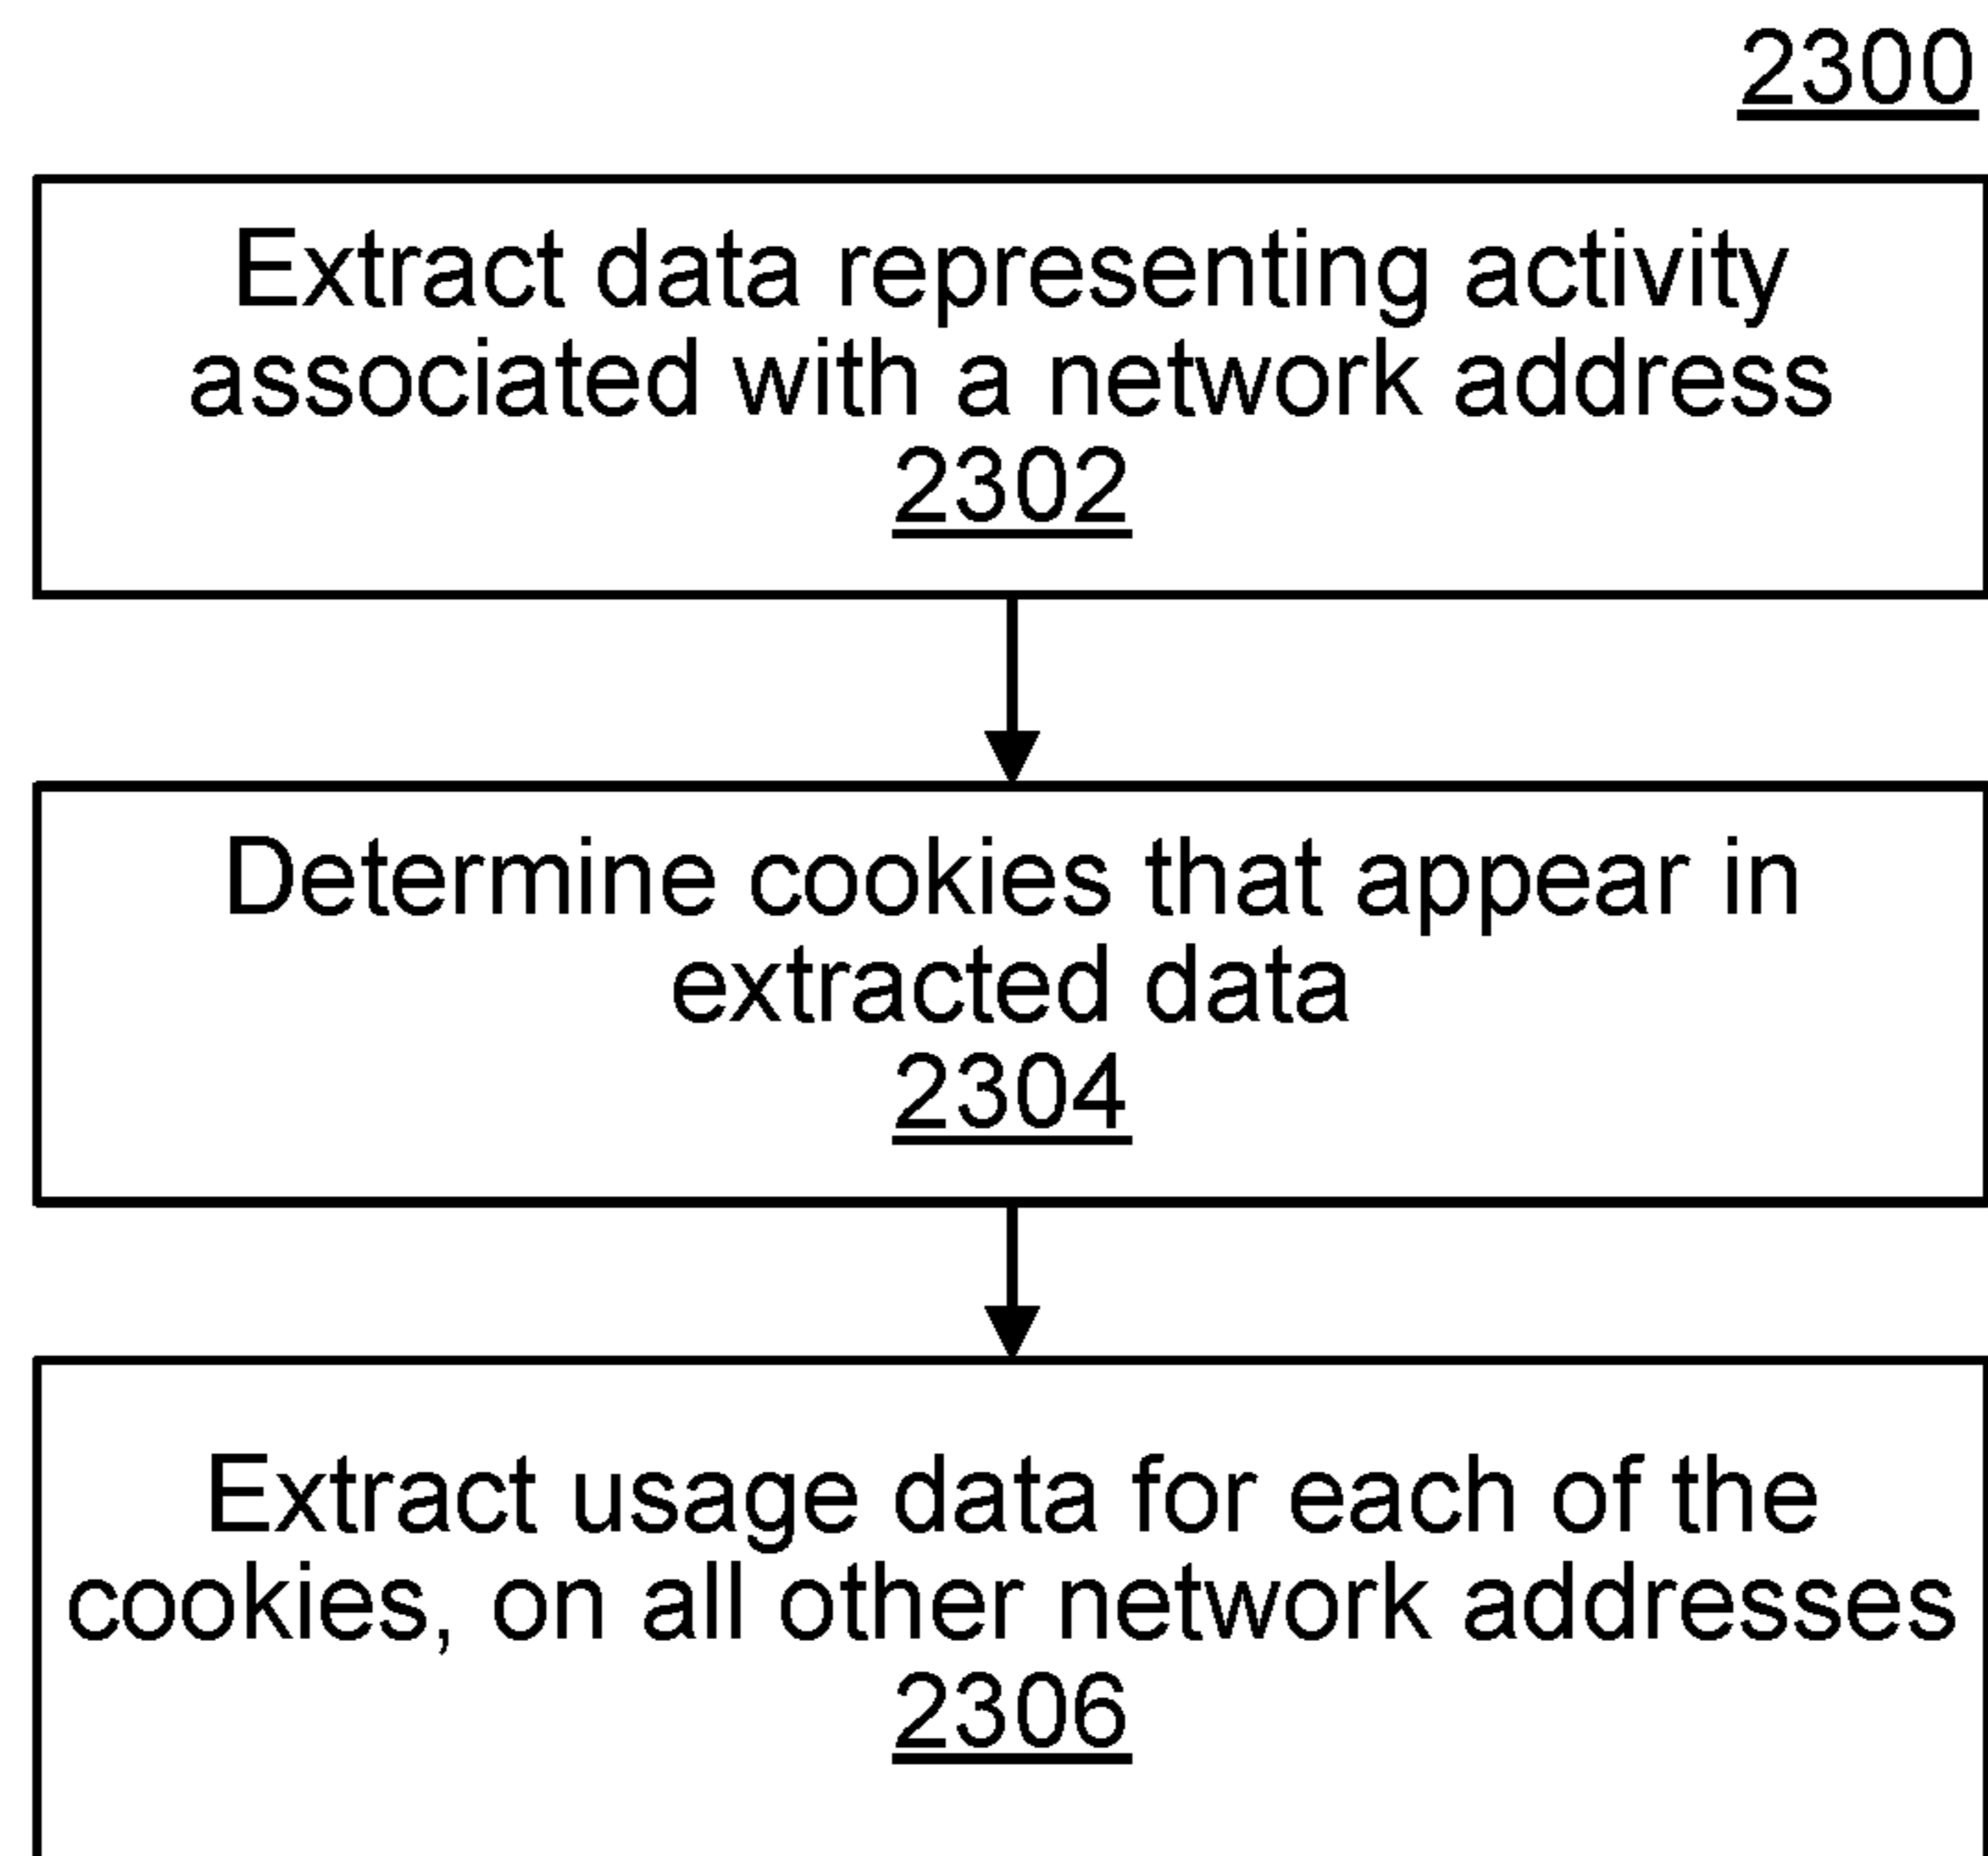 2300
Extract data representing activity
associated with a network address
2302
Determine cookies that appear in
extracted data
2304
Extract usage data for each of the
cookies, on all other network addresses
2306